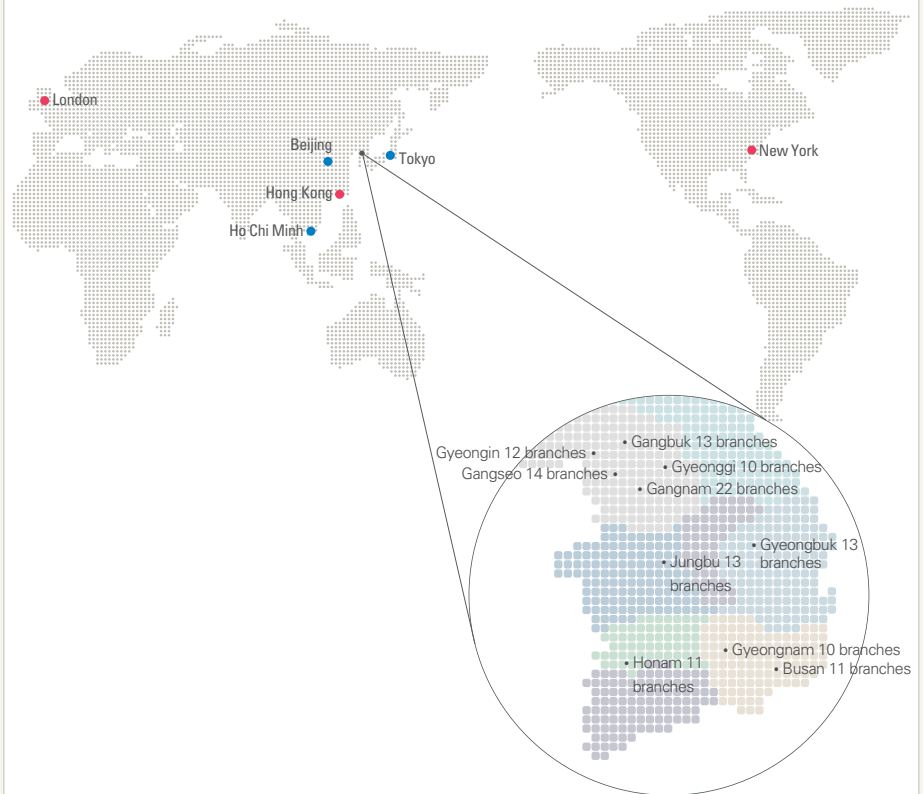 London
Beijing
Tokyo
New York
Hong Kong
Ho Chi Minh
Gangbuk 13 branches
Gyeongin 12 branches
Gyeonggi 10 branches
Gangseo 14 branches
Gangnam 22 branches
Gyeongbuk 13
branches
Jungbu 13
branches
Gyeongnam 10 branches
Honam 11
branches
Busan 11 branches